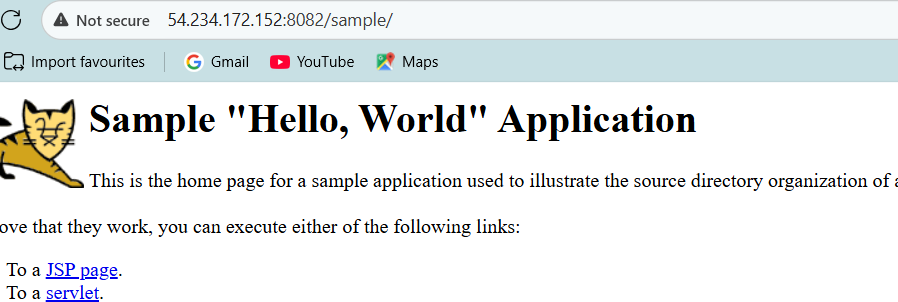 Not secure 54.234.172.152:8082/sample/
Import favourites Gmail YouTube Maps
Sample "Hello, World" Application
This is the home page for a sample application used to illustrate the source directory organization of a
ove that they work, you can execute either of the following links:
To a JSP page.
To a servlet.